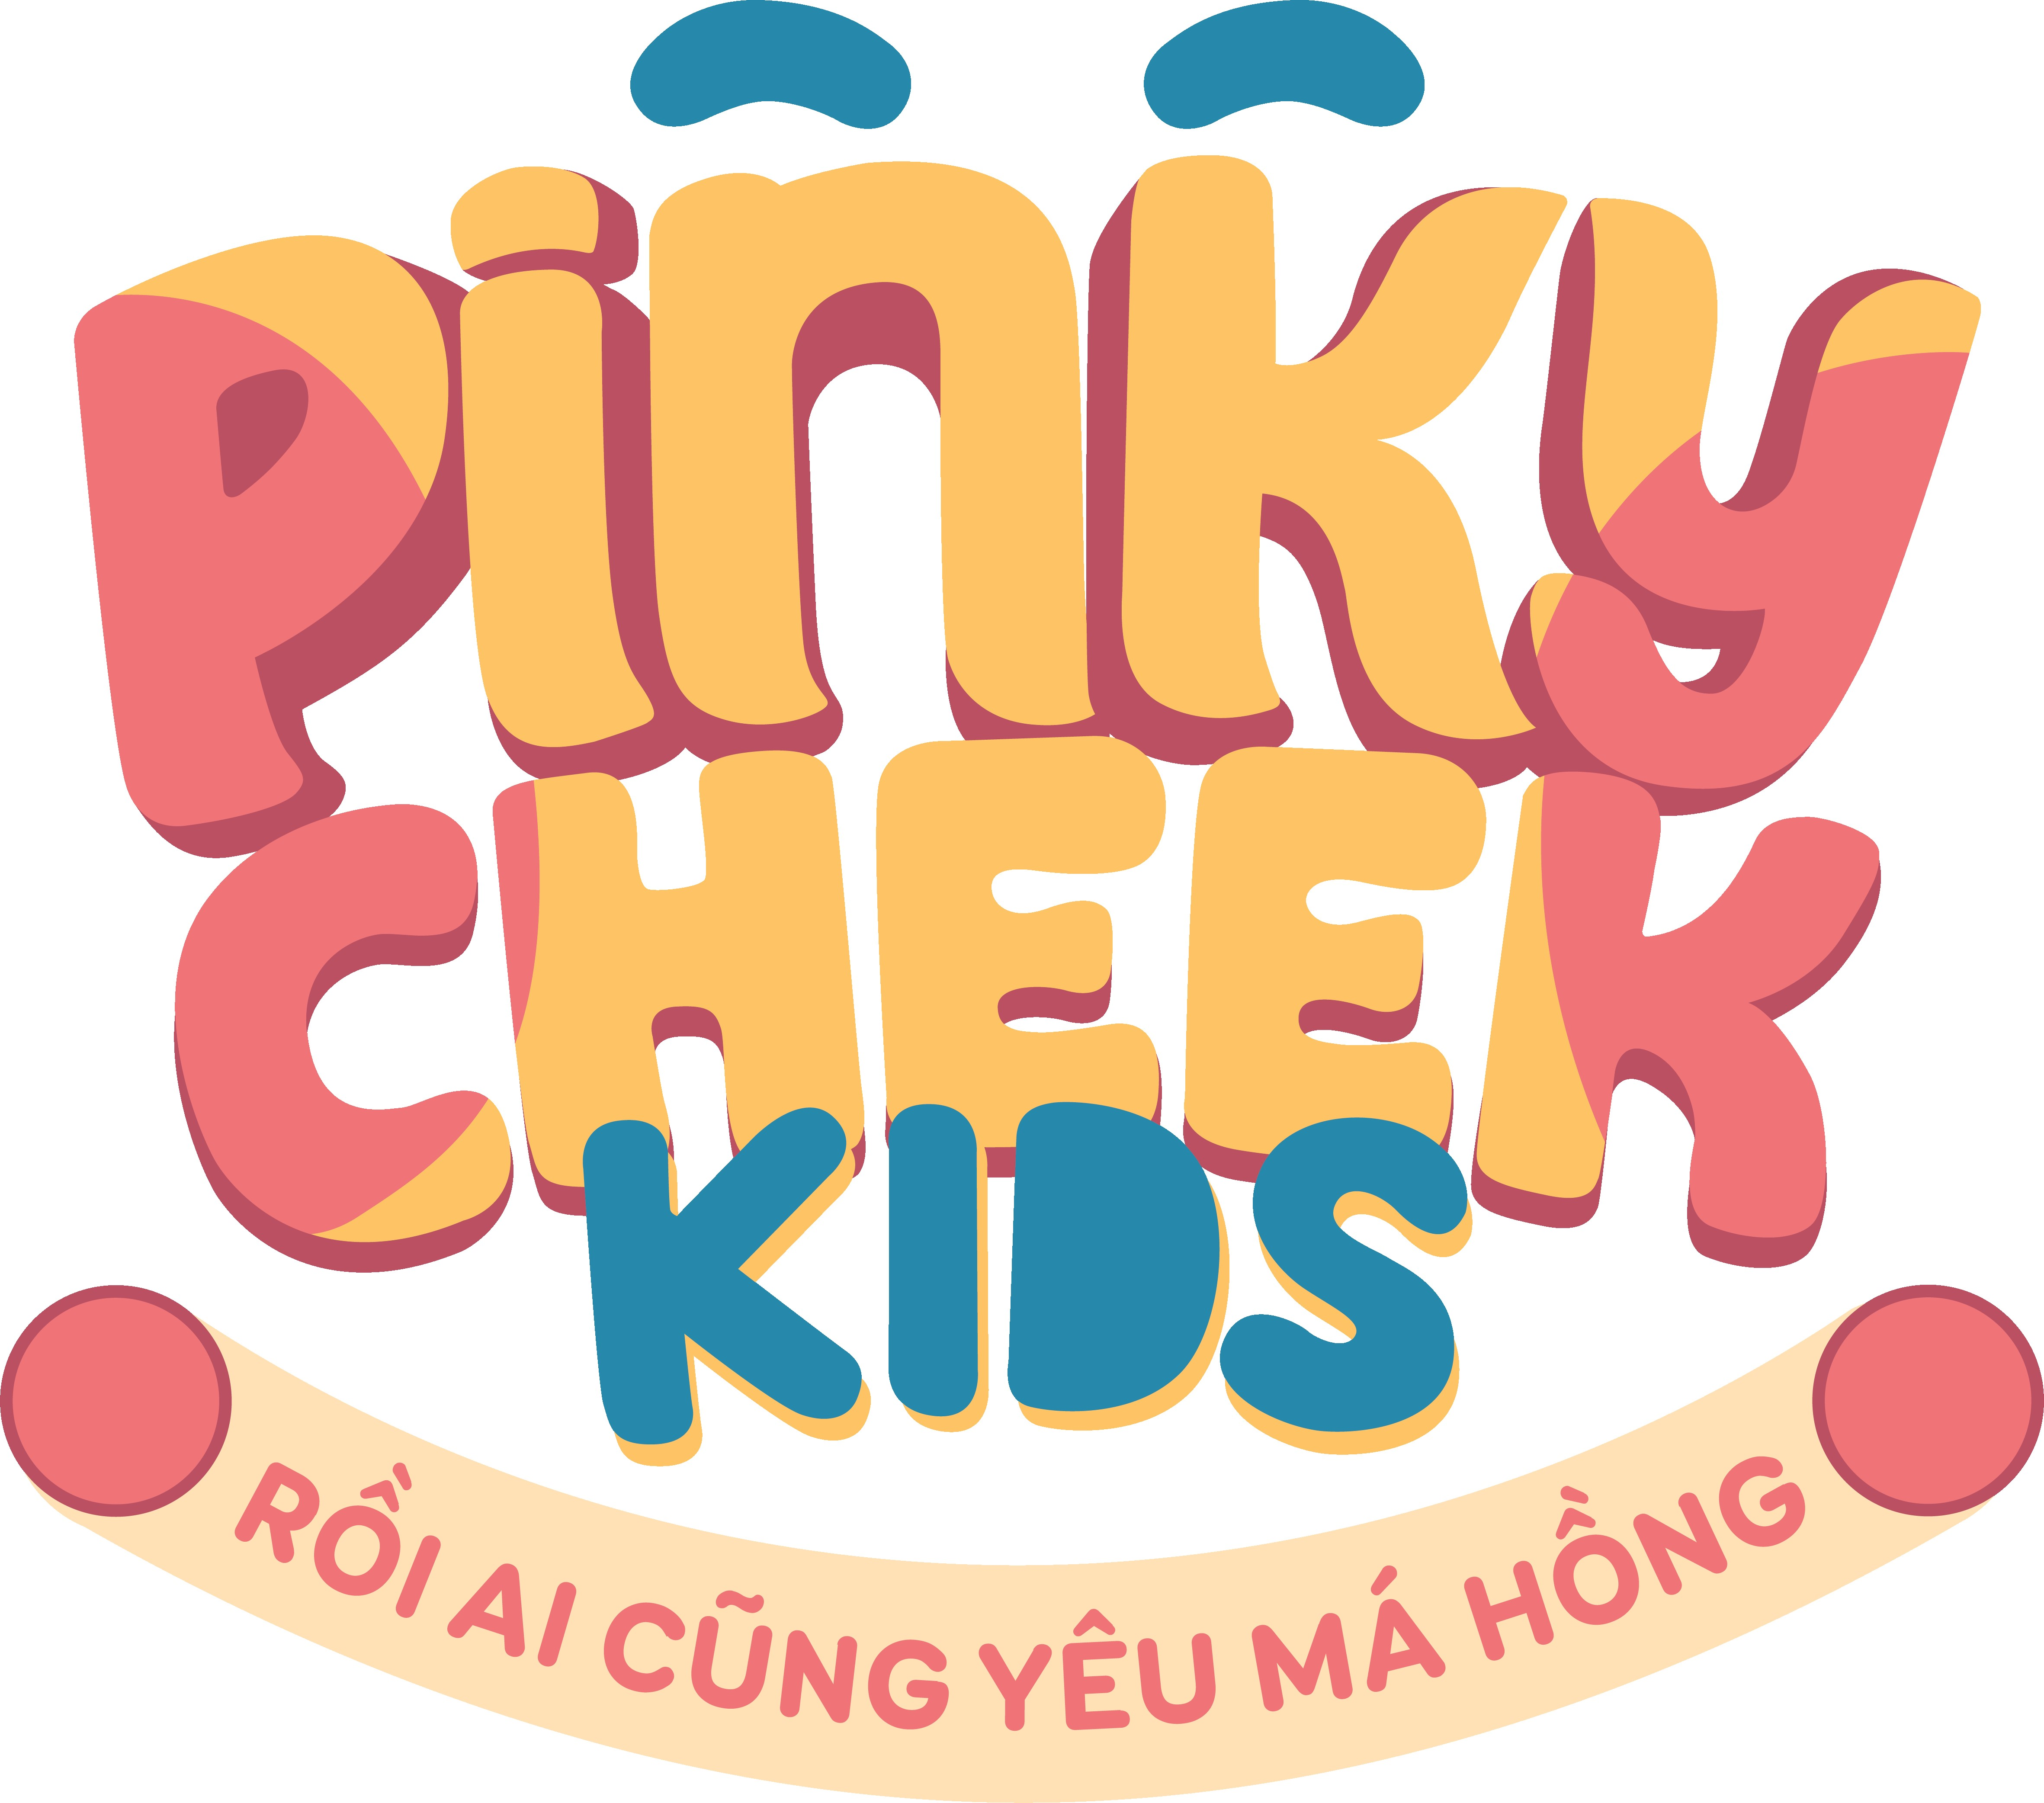 PiNKY
CHEEK
KIDS
RỒI AI CŨNG YÊU MÁ HỒNG